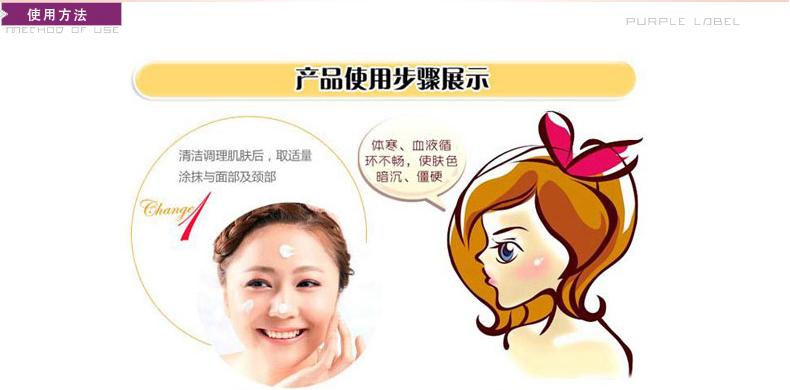 使用方法
METHOD OF USE
PURPLE LABEL
产品使用步骤展示
清洁调理肌肤后，取适量
涂抹与面部及颈部
Change 1
体寒、血液循
环不畅，使肤色
暗沉、僵硬